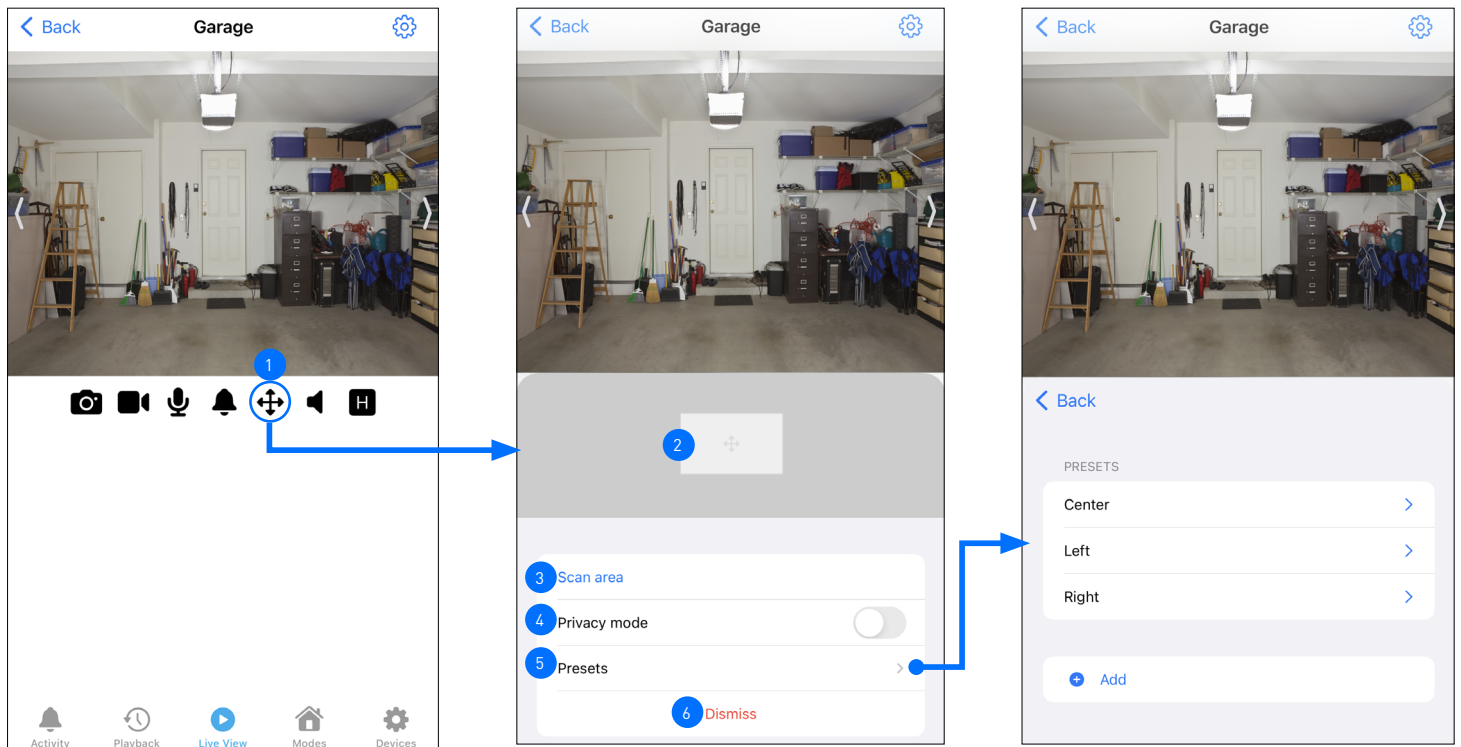 Back Garage
1
H
Activity Playback Live View Modes Devices
Back Garage
2
3 Scan area
4 Privacy mode
5 Presets
6 Dismiss
Back Garage
Back
PRESETS
Center
Left
Right
Add